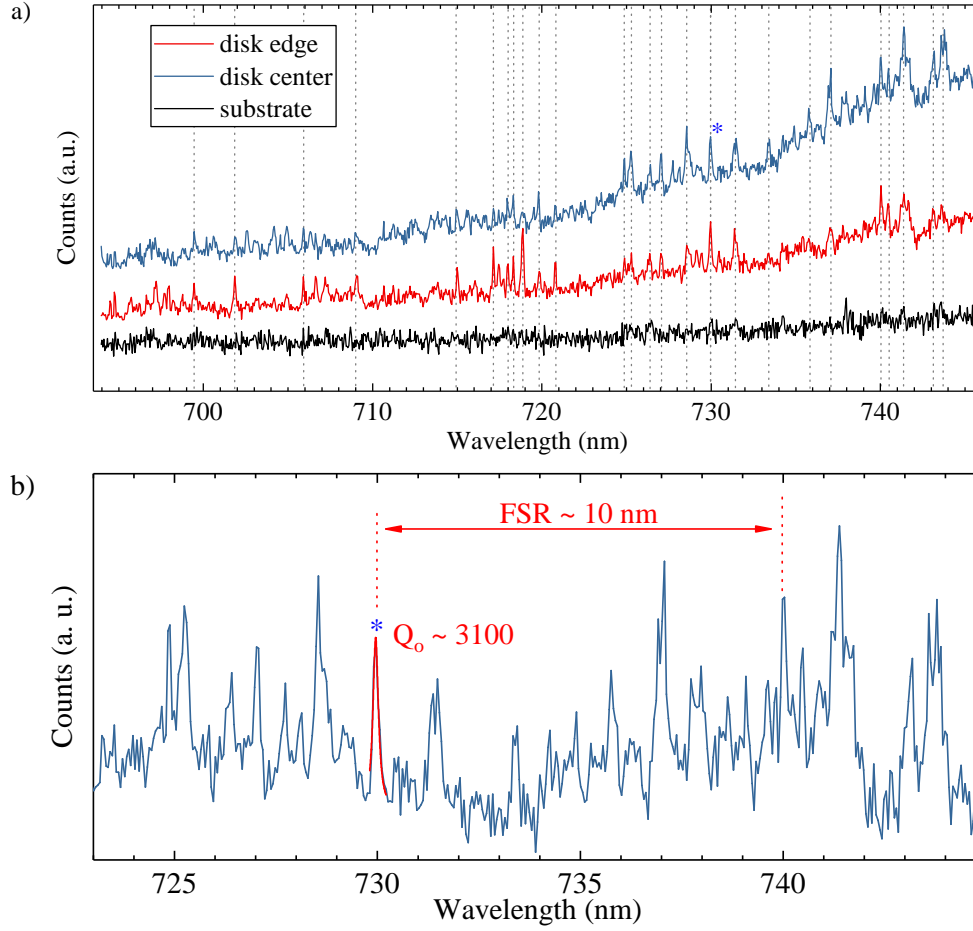 a)
disk edge
disk center
substrate
*
Counts (a.u.)
700 710 720 730 740
Wavelength (nm)
b)
FSR ~ 10 nm
*
Qo ~ 3100
Counts (a. u.)
725 730 735 740
Wavelength (nm)